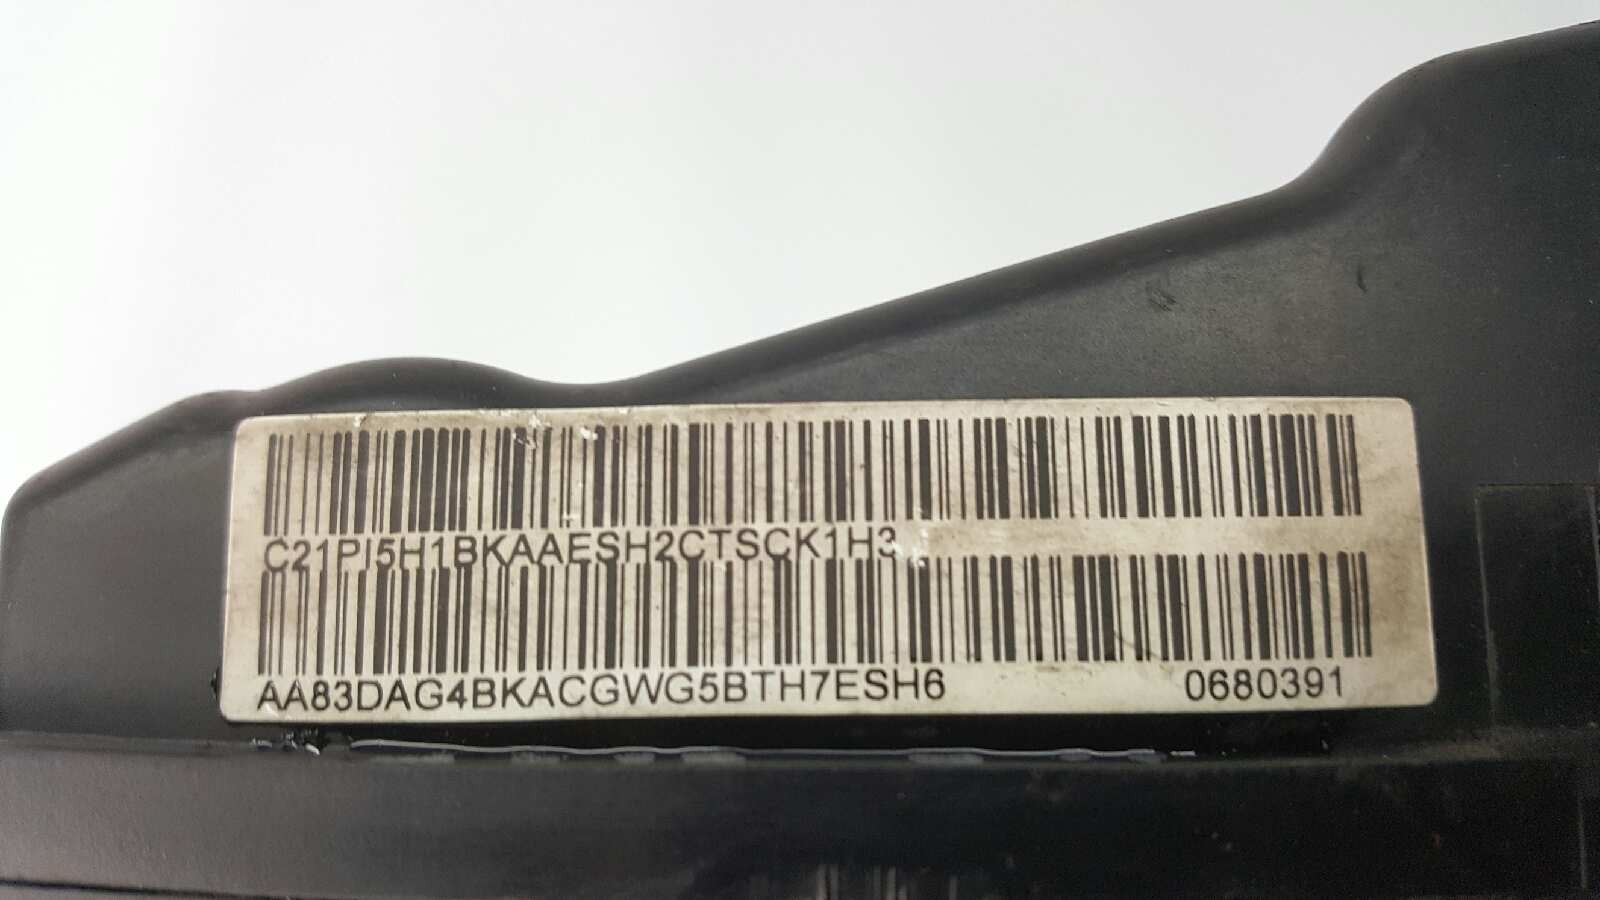 C21PI5H1BKAAESH2CTSCK1H3
AA83DAG4BKACGWG5BTH7ESH6 0680391